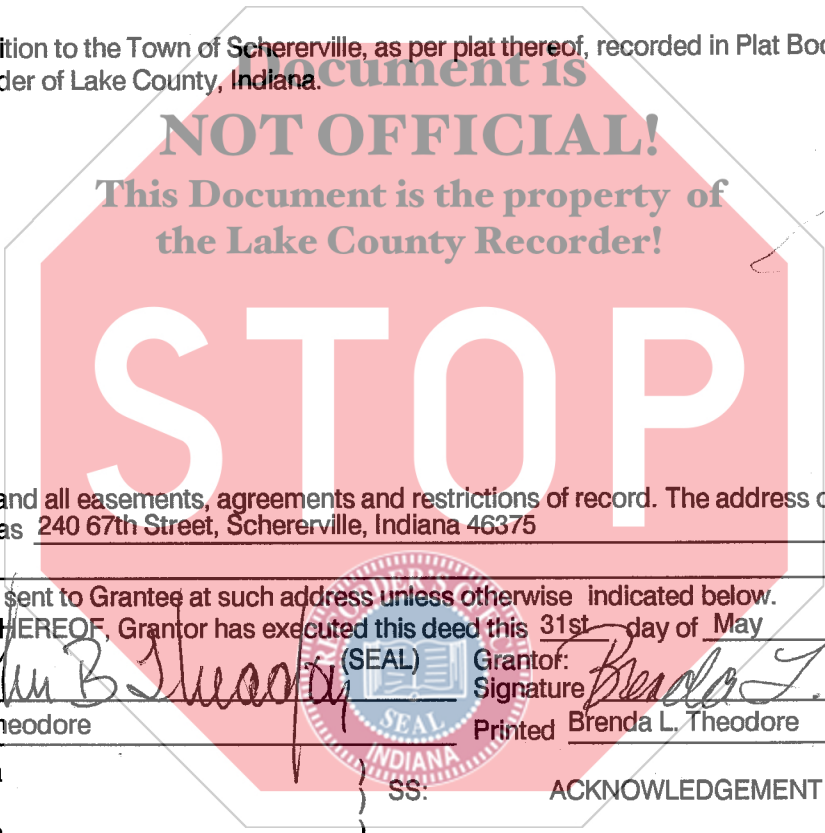 ition to the Town of Schererville, as per plat thereof, recorded in Plat Boo
der of Lake County, Indiana.
Document is
NOT OFFICIAL!
This Document is the property of
the Lake County Recorder!
STOP
and all easements, agreements and restrictions of record. The address o
as 240 67th Street, Schererville, Indiana 46375
sent to Grantee at such address unless otherwise indicated below.
HEREOF, Grantor has executed this deed this 31st day of May
(SEAL) Grantor:
Signature Brenda L.
heodore Printed Brenda L. Theodore
RECORDER'S OFFICE
SEAL
INDIANA
SS: ACKNOWLEDGEMENT